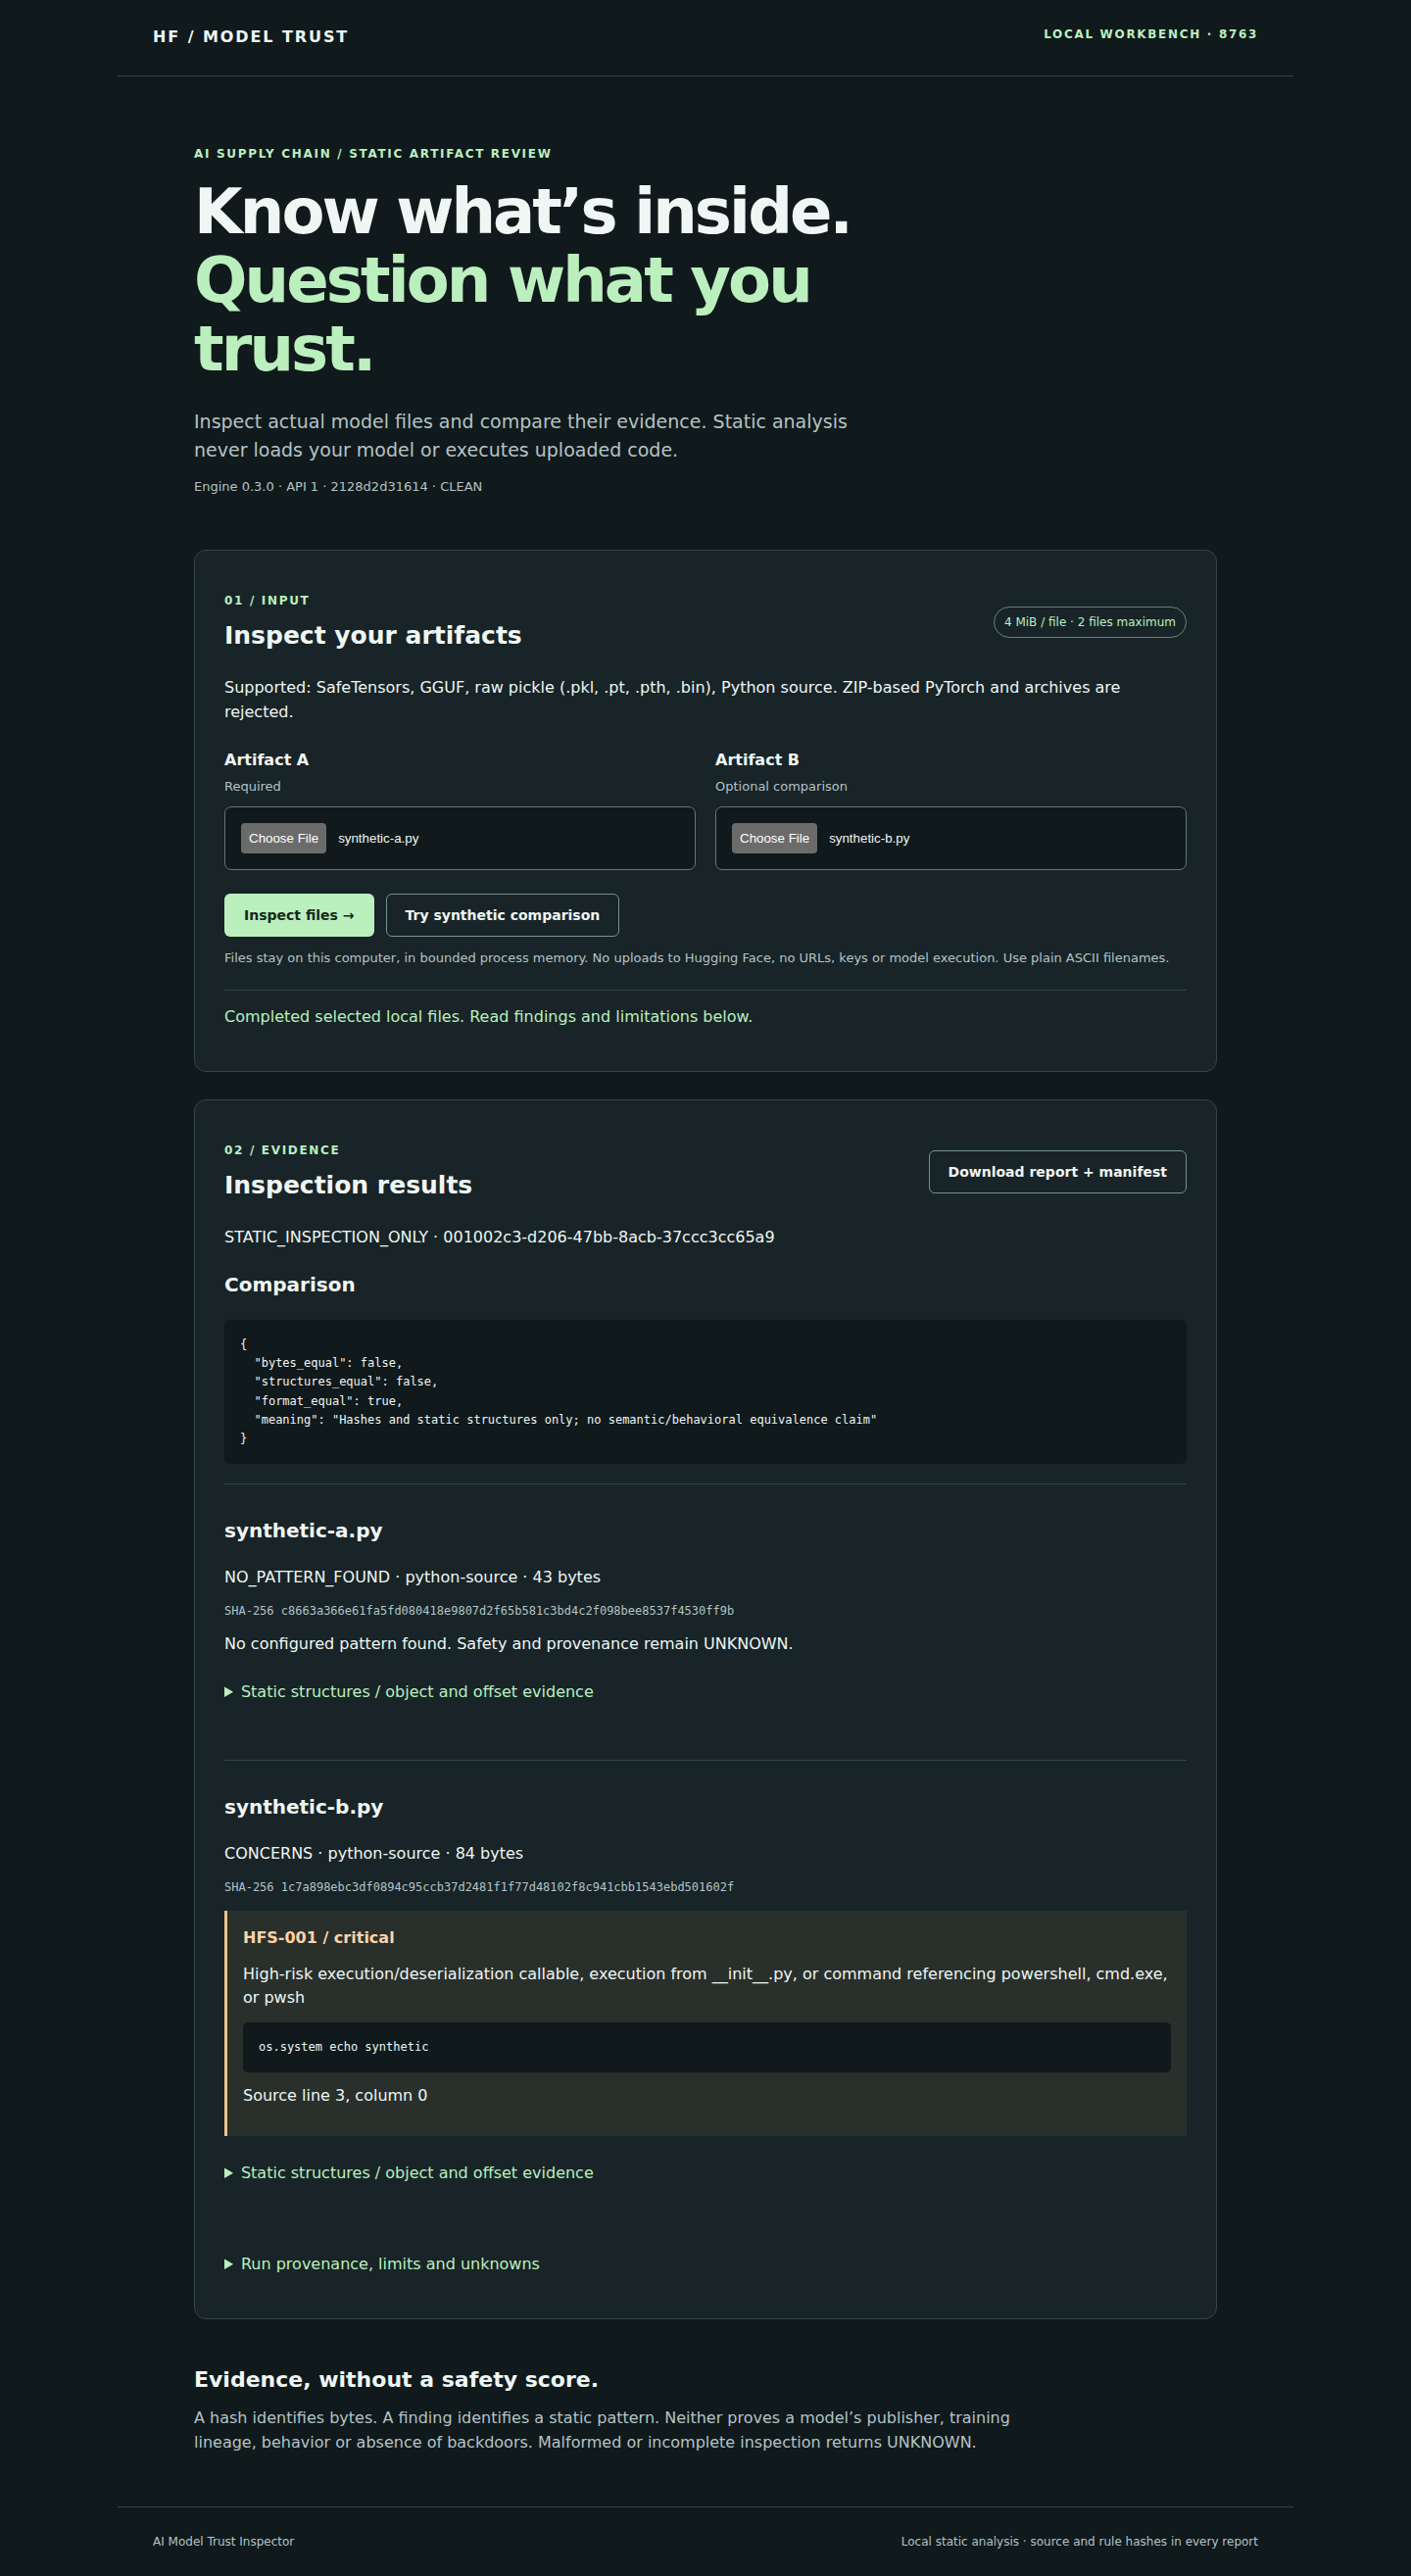 HF / MODEL TRUST
LOCAL WORKBENCH · 8763
AI SUPPLY CHAIN / STATIC ARTIFACT REVIEW
Know what’s inside.
Question what you
trust.
Inspect actual model files and compare their evidence. Static analysis
never loads your model or executes uploaded code.
Engine 0.3.0 · API 1 · 2128d2d31614 · CLEAN
01 / INPUT
Inspect your artifacts
4 MiB / file · 2 files maximum
Supported: SafeTensors, GGUF, raw pickle (.pkl, .pt, .pth, .bin), Python source. ZIP-based PyTorch and archives are
rejected.
Artifact A
Required
Choose File synthetic-a.py
Artifact B
Optional comparison
Choose File synthetic-b.py
Inspect files →
Try synthetic comparison
Files stay on this computer, in bounded process memory. No uploads to Hugging Face, no URLs, keys or model execution. Use plain ASCII filenames.
Completed selected local files. Read findings and limitations below.
02 / EVIDENCE
Inspection results
Download report + manifest
STATIC_INSPECTION_ONLY · 001002c3-d206-47bb-8acb-37ccc3cc65a9
Comparison
{
  "bytes_equal": false,
  "structures_equal": false,
  "format_equal": true,
  "meaning": "Hashes and static structures only; no semantic/behavioral equivalence claim"
}
synthetic-a.py
NO_PATTERN_FOUND · python-source · 43 bytes
SHA-256 c8663a366e61fa5fd080418e9807d2f65b581c3bd4c2f098bee8537f4530ff9b
No configured pattern found. Safety and provenance remain UNKNOWN.
▶ Static structures / object and offset evidence
synthetic-b.py
CONCERNS · python-source · 84 bytes
SHA-256 1c7a898ebc3df0894c95ccb37d2481f1f77d48102f8c941cbb1543ebd501602f
HFS-001 / critical
High-risk execution/deserialization callable, execution from __init__.py, or command referencing powershell, cmd.exe,
or pwsh
os.system echo synthetic
Source line 3, column 0
▶ Static structures / object and offset evidence
▶ Run provenance, limits and unknowns
Evidence, without a safety score.
A hash identifies bytes. A finding identifies a static pattern. Neither proves a model’s publisher, training
lineage, behavior or absence of backdoors. Malformed or incomplete inspection returns UNKNOWN.
AI Model Trust Inspector
Local static analysis · source and rule hashes in every report